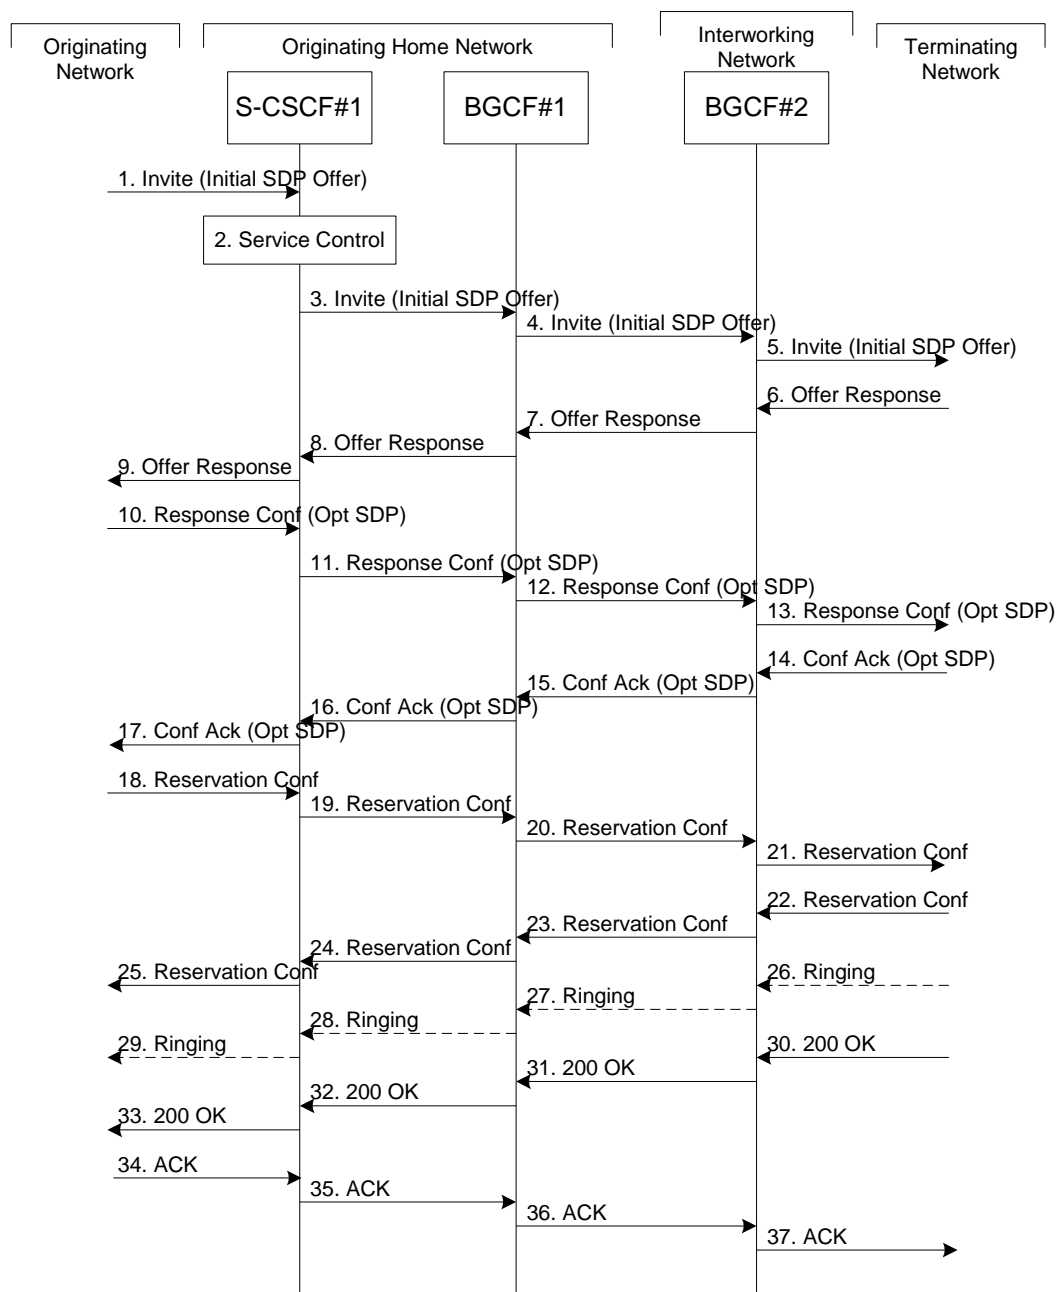 Originating
Network
Originating Home Network
Interworking
Network
Terminating
Network
S-CSCF#1
BGCF#1
BGCF#2
1. Invite (Initial SDP Offer)
2. Service Control
3. Invite (Initial SDP Offer)
4. Invite (Initial SDP Offer)
5. Invite (Initial SDP Offer)
6. Offer Response
7. Offer Response
8. Offer Response
9. Offer Response
10. Response Conf (Opt SDP)
11. Response Conf (Opt SDP)
12. Response Conf (Opt SDP)
13. Response Conf (Opt SDP)
14. Conf Ack (Opt SDP)
15. Conf Ack (Opt SDP)
16. Conf Ack (Opt SDP)
17. Conf Ack (Opt SDP)
18. Reservation Conf
19. Reservation Conf
20. Reservation Conf
21. Reservation Conf
22. Reservation Conf
23. Reservation Conf
24. Reservation Conf
25. Reservation Conf
26. Ringing
27. Ringing
28. Ringing
29. Ringing
30. 200 OK
31. 200 OK
32. 200 OK
33. 200 OK
34. ACK
35. ACK
36. ACK
37. ACK